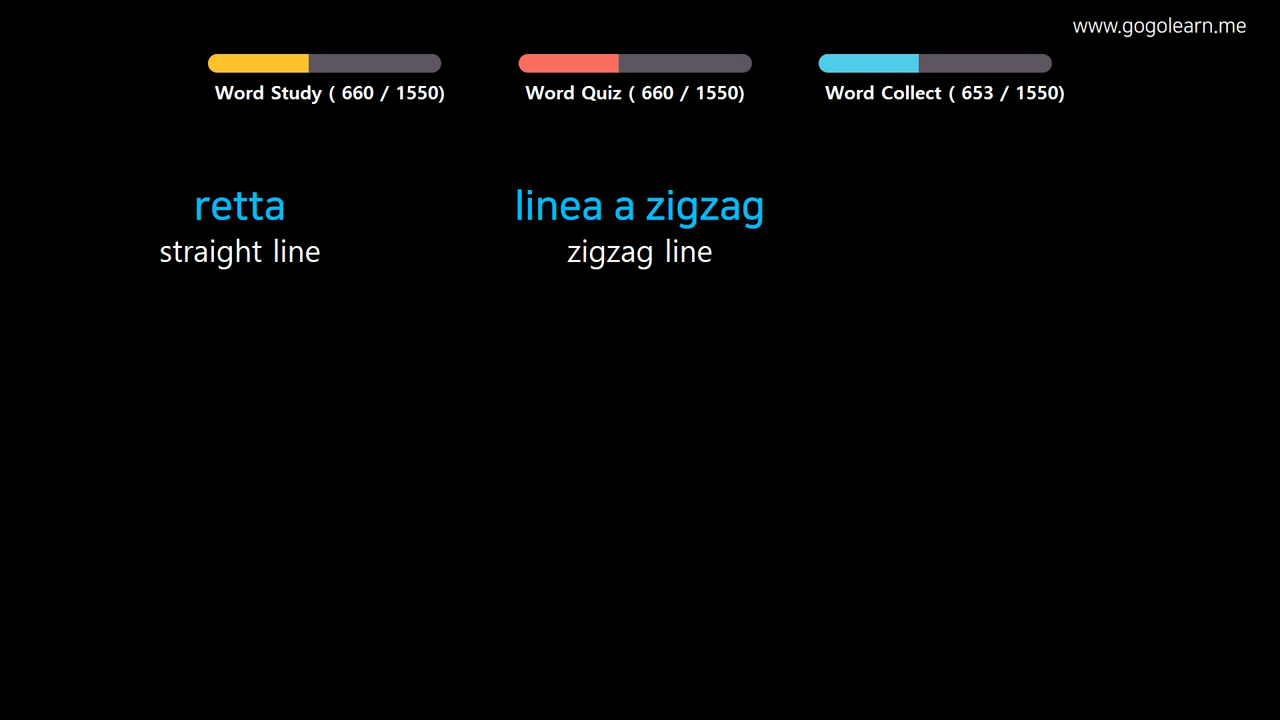 www.gogolearn.me
Word Study ( 660 / 1550)
Word Quiz ( 660 / 1550)
Word Collect ( 653 / 1550)
retta
straight line
linea a zigzag
zigzag line